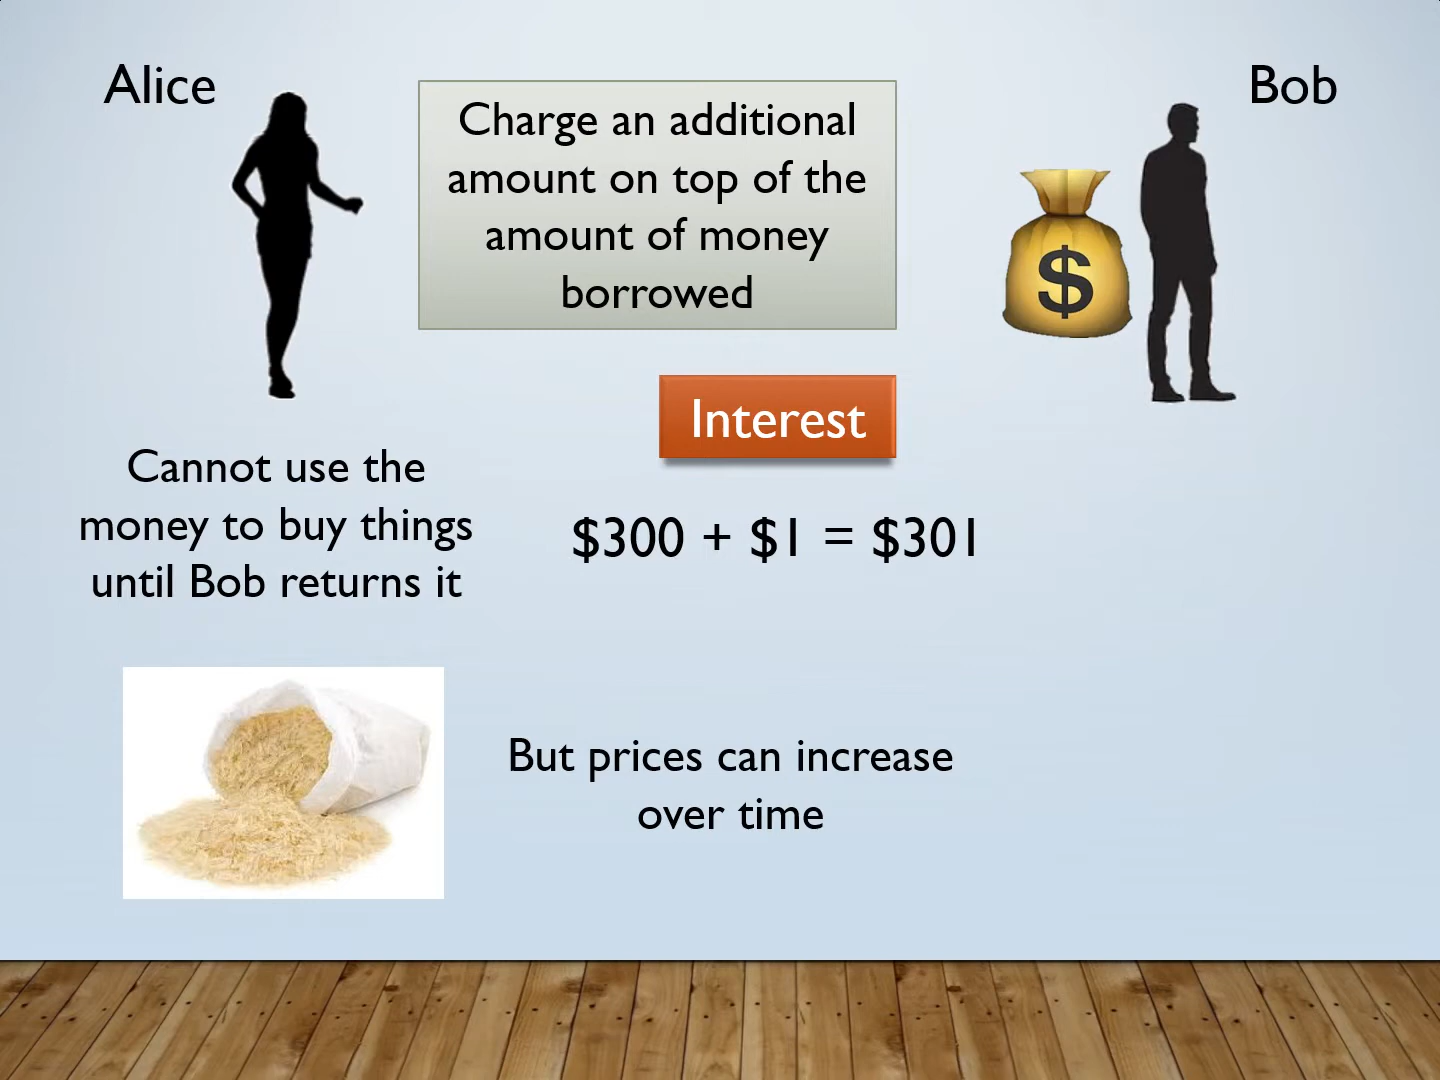 Alice
Bob
Charge an additional
amount on top of the
amount of money
borrowed
$
Interest
Cannot use the
money to buy things
until Bob returns it
$300 + $1 = $301
But prices can increase
over time